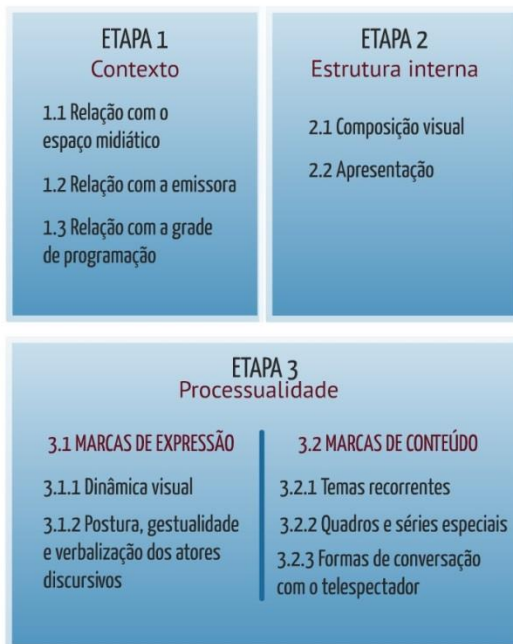 ETAPA 1
Contexto
1.1 Relação com o
espaço midiático
1.2 Relação com a emissora
1.3 Relação com a grade
de programação
ETAPA 2
Estrutura interna
2.1 Composição visual
2.2 Apresentação
ETAPA 3
Processualidade
3.1 MARCAS DE EXPRESSÃO
3.1.1 Dinâmica visual
3.1.2 Postura, gestualidade
e verbalização dos atores
discursivos
3.2 MARCAS DE CONTEÚDO
3.2.1 Temas recorrentes
3.2.2 Quadros e séries especiais
3.2.3 Formas de conversação
com o telespectador